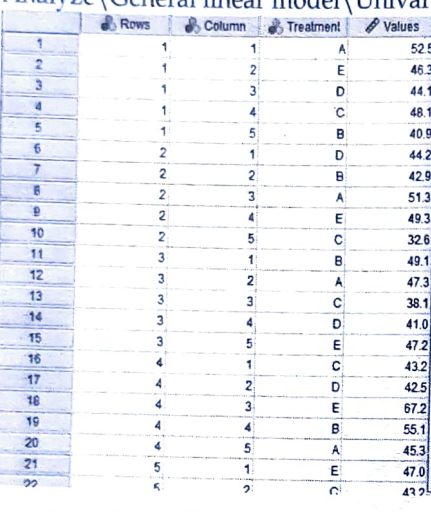 Analyze\General linear model\Univar
Rows Column Treatment Values
1 1 1 A 52.5
2 1 2 E 46.3
3 1 3 D 44.1
4 1 4 C 48.1
5 1 5 B 40.9
6 2 1 D 44.2
7 2 2 B 42.9
8 2 3 A 51.3
9 2 4 E 49.3
10 2 5 C 32.6
11 3 1 B 49.1
12 3 2 A 47.3
13 3 3 C 38.1
14 3 4 D 41.0
15 3 5 E 47.2
16 4 1 C 43.2
17 4 2 D 42.5
18 4 3 E 67.2
19 4 4 B 55.1
20 4 5 A 45.3
21 5 1 E 47.0
22 5 2 C 43.2